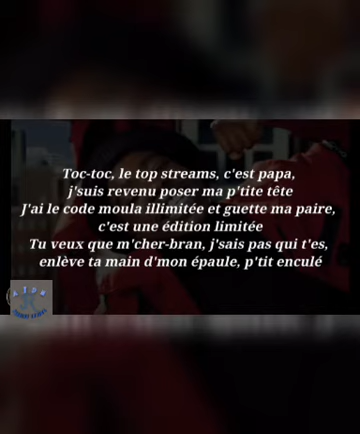 Toc-toc, le top streams, c'est papa,
j'suis revenu poser ma p'tite tête
J'ai le code moula illimitée et guette ma paire,
c'est une édition limitée
Tu veux que m'cher-bran, j'sais pas qui t'es,
enlève ta main d'mon épaule, p'tit enculé